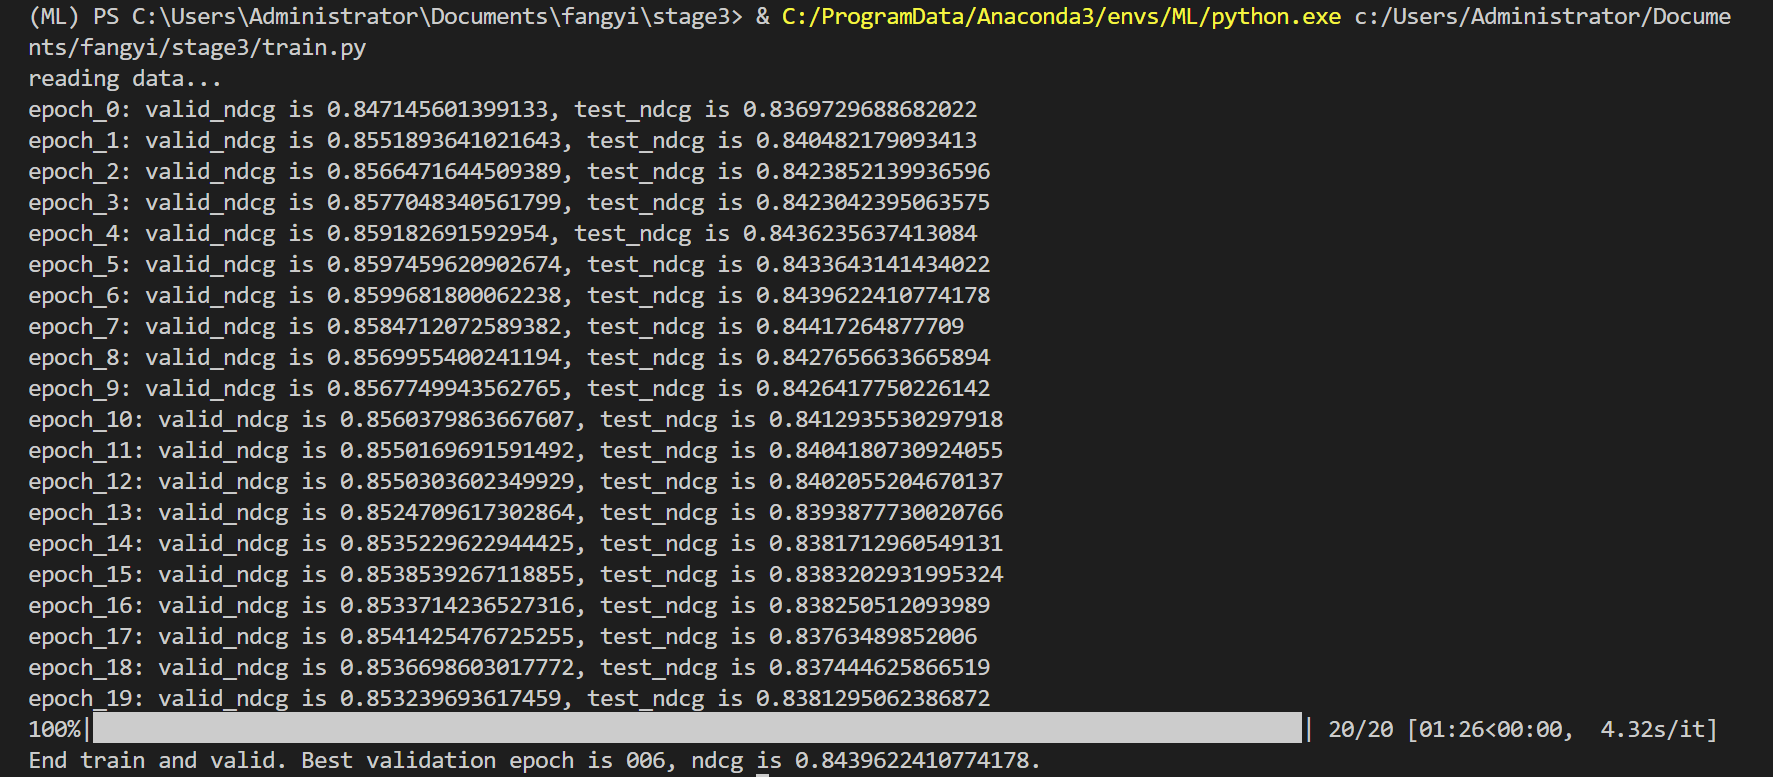 (ML) PS C:\Users\Administrator\Documents\fangyi\stage3> & C:/ProgramData/Anaconda3/envs/ML/python.exe c:/Users/Administrator/Docume
nts/fangyi/stage3/train.py
reading data...
epoch_0: valid_ndcg is 0.847145601399133, test_ndcg is 0.8369729688682022
epoch_1: valid_ndcg is 0.8551893641021643, test_ndcg is 0.840482179093413
epoch_2: valid_ndcg is 0.8566471644509389, test_ndcg is 0.8423852139936596
epoch_3: valid_ndcg is 0.8577048340561799, test_ndcg is 0.8423042395063575
epoch_4: valid_ndcg is 0.859182691592954, test_ndcg is 0.8436235637413084
epoch_5: valid_ndcg is 0.8597459620902674, test_ndcg is 0.8433643141434022
epoch_6: valid_ndcg is 0.8599681800062238, test_ndcg is 0.8439622410774178
epoch_7: valid_ndcg is 0.8584712072589382, test_ndcg is 0.84417264877709
epoch_8: valid_ndcg is 0.8569955400241194, test_ndcg is 0.8427656633665894
epoch_9: valid_ndcg is 0.8567749943562765, test_ndcg is 0.8426417750226142
epoch_10: valid_ndcg is 0.8560379863667607, test_ndcg is 0.8412935530297918
epoch_11: valid_ndcg is 0.8550169691591492, test_ndcg is 0.8404180730924055
epoch_12: valid_ndcg is 0.8550303602349929, test_ndcg is 0.8402055204670137
epoch_13: valid_ndcg is 0.8524709617302864, test_ndcg is 0.8393877730020766
epoch_14: valid_ndcg is 0.8535229622944425, test_ndcg is 0.8381712960549131
epoch_15: valid_ndcg is 0.8538539267118855, test_ndcg is 0.8383202931995324
epoch_16: valid_ndcg is 0.8533714236527316, test_ndcg is 0.838250512093989
epoch_17: valid_ndcg is 0.8541425476725255, test_ndcg is 0.83763489852006
epoch_18: valid_ndcg is 0.8536698603017772, test_ndcg is 0.837444625866519
epoch_19: valid_ndcg is 0.853239693617459, test_ndcg is 0.8381295062386872
100%| | 20/20 [01:26<00:00, 4.32s/it]
End train and valid. Best validation epoch is 006, ndcg is 0.8439622410774178.